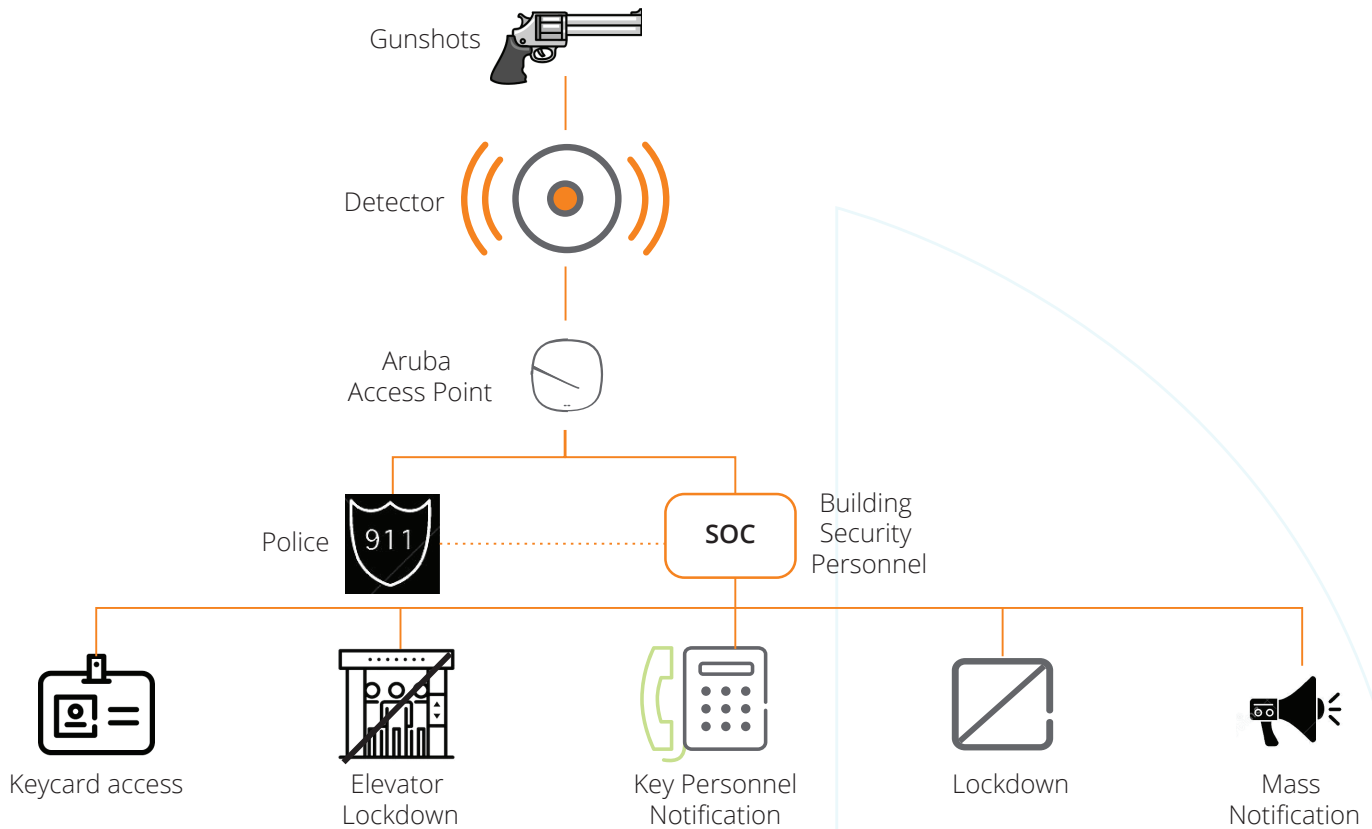 Gunshots
Detector
Aruba
Access Point
Police
911
SOC
Building
Security
Personnel
Keycard access
Elevator
Lockdown
Key Personnel
Notification
Lockdown
Mass
Notification